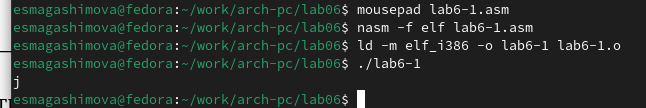 esmagashimova@fedora:~/work/arch-pc/lab06$ mousepad lab6-1.asm
esmagashimova@fedora:~/work/arch-pc/lab06$ nasm -f elf lab6-1.asm
esmagashimova@fedora:~/work/arch-pc/lab06$ ld -m elf_i386 -o lab6-1 lab6-1.o
esmagashimova@fedora:~/work/arch-pc/lab06$ ./lab6-1
j
esmagashimova@fedora:~/work/arch-pc/lab06$